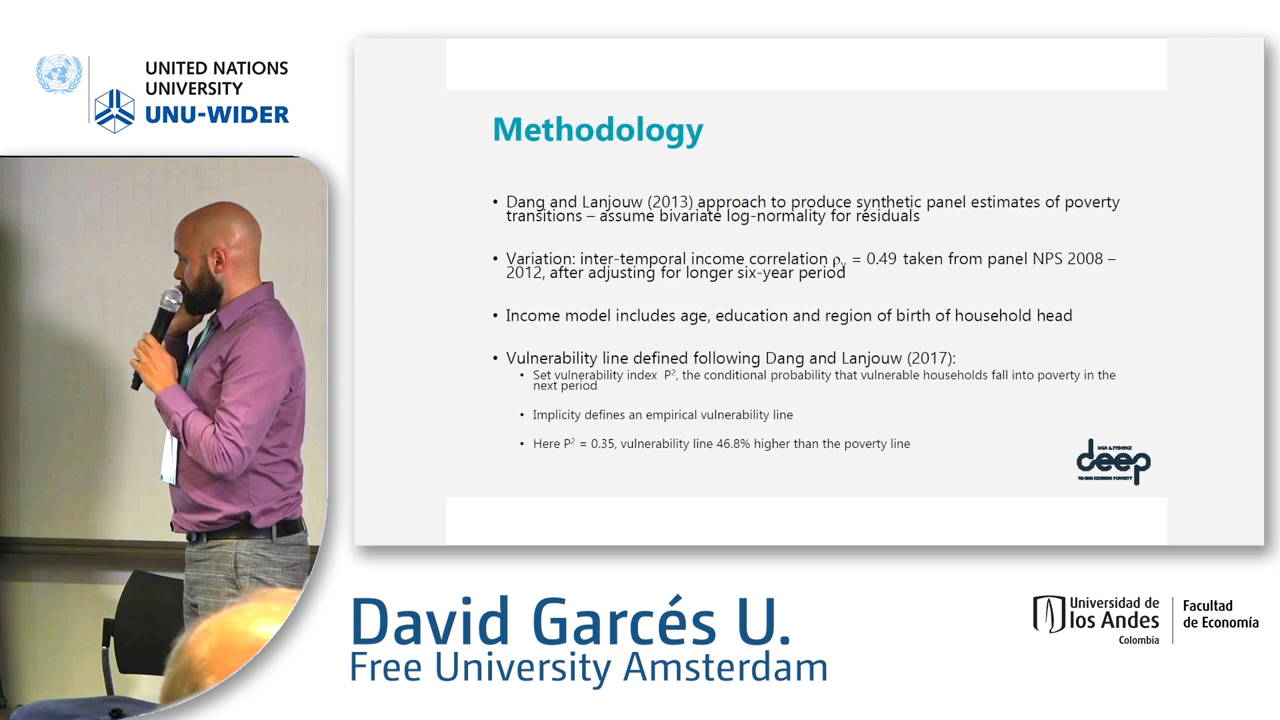 UNITED NATIONS
UNIVERSITY
UNU-WIDER
Methodology
• Dang and Lanjouw (2013) approach to produce synthetic panel estimates of poverty
transitions – assume bivariate log-normality for residuals
• Variation: inter-temporal income correlation ρy = 0.49 taken from panel NPS 2008 –
2012, after adjusting for longer six-year period
• Income model includes age, education and region of birth of household head
• Vulnerability line defined following Dang and Lanjouw (2017):
• Set vulnerability index P², the conditional probability that vulnerable households fall into poverty in the
next period
• Implicity defines an empirical vulnerability line
• Here P² = 0.35, vulnerability line 46.8% higher than the poverty line
DATA & EVIDENCE
deep
TO END EXTREME POVERTY
David Garcés U.
Free University Amsterdam
Universidad de
los Andes
Colombia
Facultad
de Economía